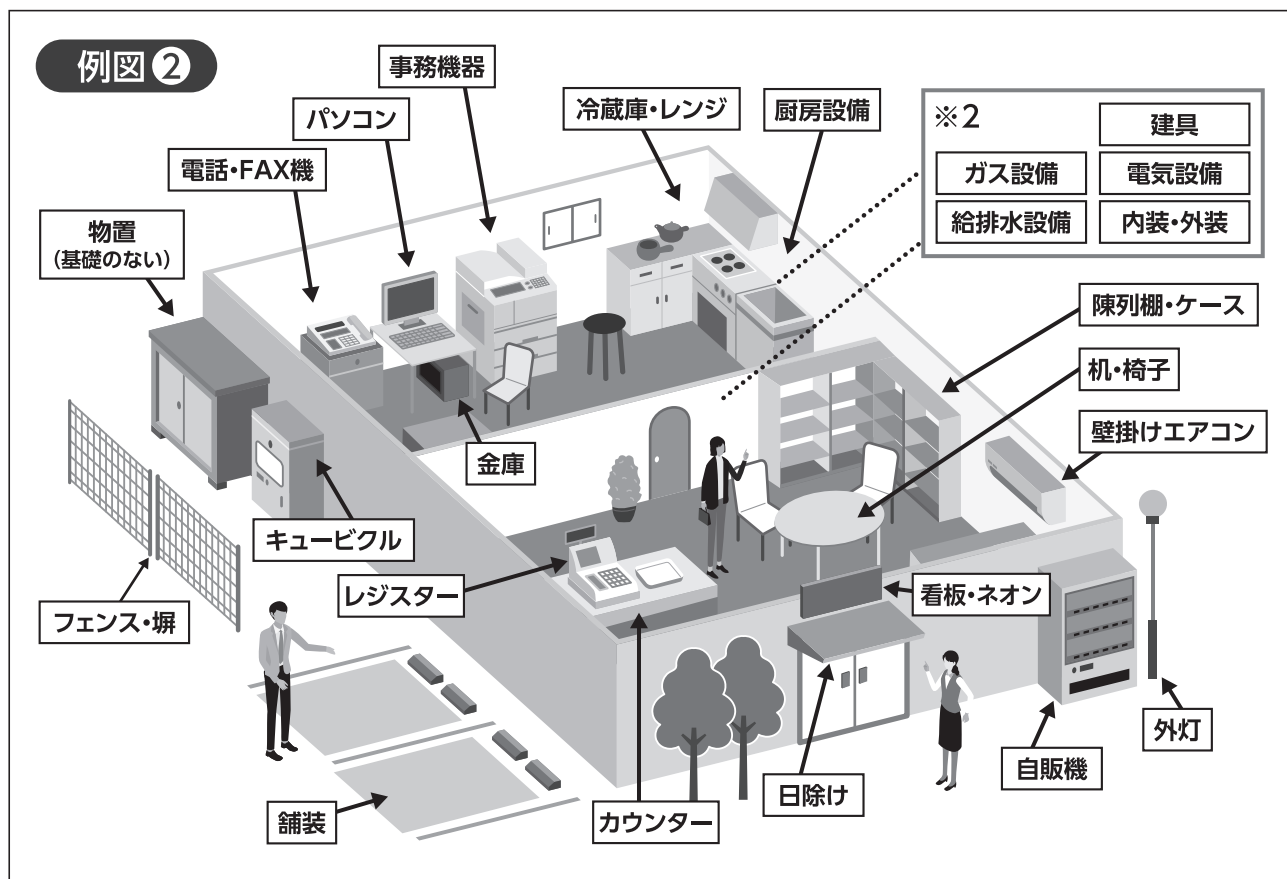 例図❷
事務機器
パソコン
電話・FAX機
物置
(基礎のない)
冷蔵庫・レンジ
厨房設備
※2
建具
ガス設備
電気設備
給排水設備
内装・外装
陳列棚・ケース
机・椅子
壁掛けエアコン
金庫
キュービクル
レジスター
フェンス・塀
看板・ネオン
外灯
自販機
日除け
カウンター
舗装